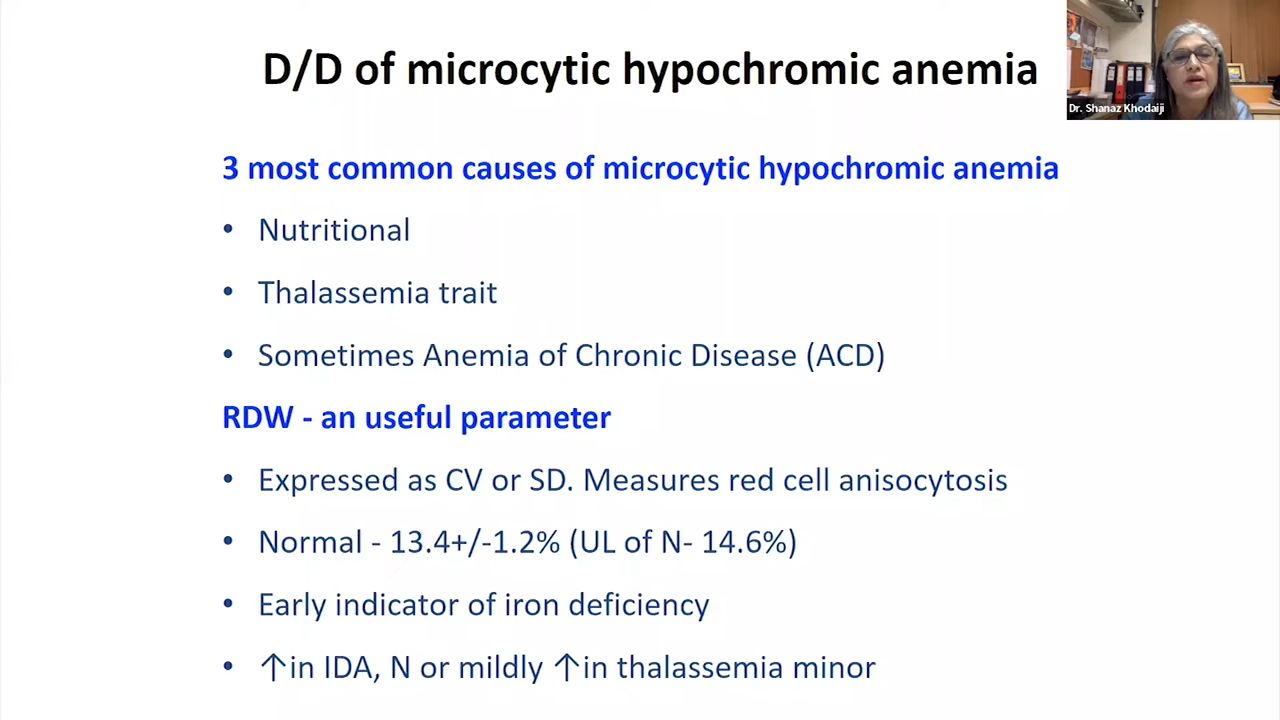 D/D of microcytic hypochromic anemia
Dr. Shanaz Khodaiji
3 most common causes of microcytic hypochromic anemia
• Nutritional
• Thalassemia trait
• Sometimes Anemia of Chronic Disease (ACD)
RDW - an useful parameter
• Expressed as CV or SD. Measures red cell anisocytosis
• Normal - 13.4+/-1.2% (UL of N- 14.6%)
• Early indicator of iron deficiency
• ↑in IDA, N or mildly ↑in thalassemia minor